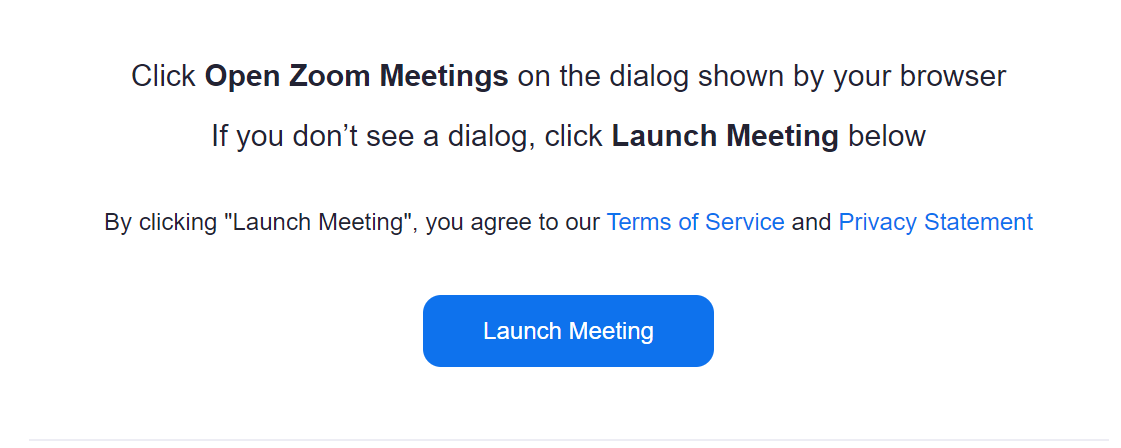 Click Open Zoom Meetings on the dialog shown by your browser
If you don’t see a dialog, click Launch Meeting below
By clicking "Launch Meeting", you agree to our Terms of Service and Privacy Statement
Launch Meeting